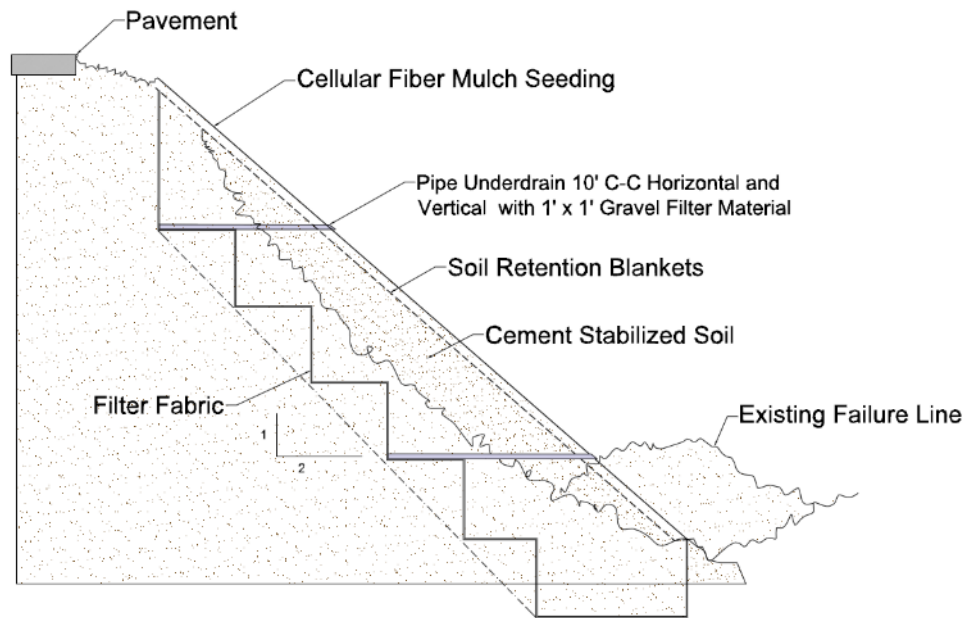 Pavement
Cellular Fiber Mulch Seeding
Pipe Underdrain 10' C-C Horizontal and
Vertical with 1' x 1' Gravel Filter Material
Soil Retention Blankets
Cement Stabilized Soil
Filter Fabric
Existing Failure Line
1
2